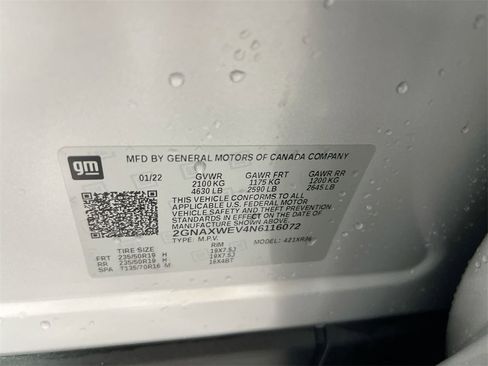 gm
MFD BY GENERAL MOTORS OF CANADA COMPANY
01/22 GVWR GAWR FRT GAWR RR
2100 KG 1175 KG 1200 KG
4630 LB 2590 LB 2645 LB
THIS VEHICLE CONFORMS TO ALL
APPLICABLE U.S. FEDERAL MOTOR
VEHICLE SAFETY AND THEFT PREVENTION
STANDARDS IN EFFECT ON THE DATE OF
MANUFACTURE SHOWN ABOVE.
2GNAXWEV4N6116072
TYPE: M.P.V. MODEL: 421XR26
TIRE SIZE RIM
FRT 235/50R19 H 19X7.5J
RR 235/50R19 H 19X7.5J
SPA T135/70R16 M 16X4BT